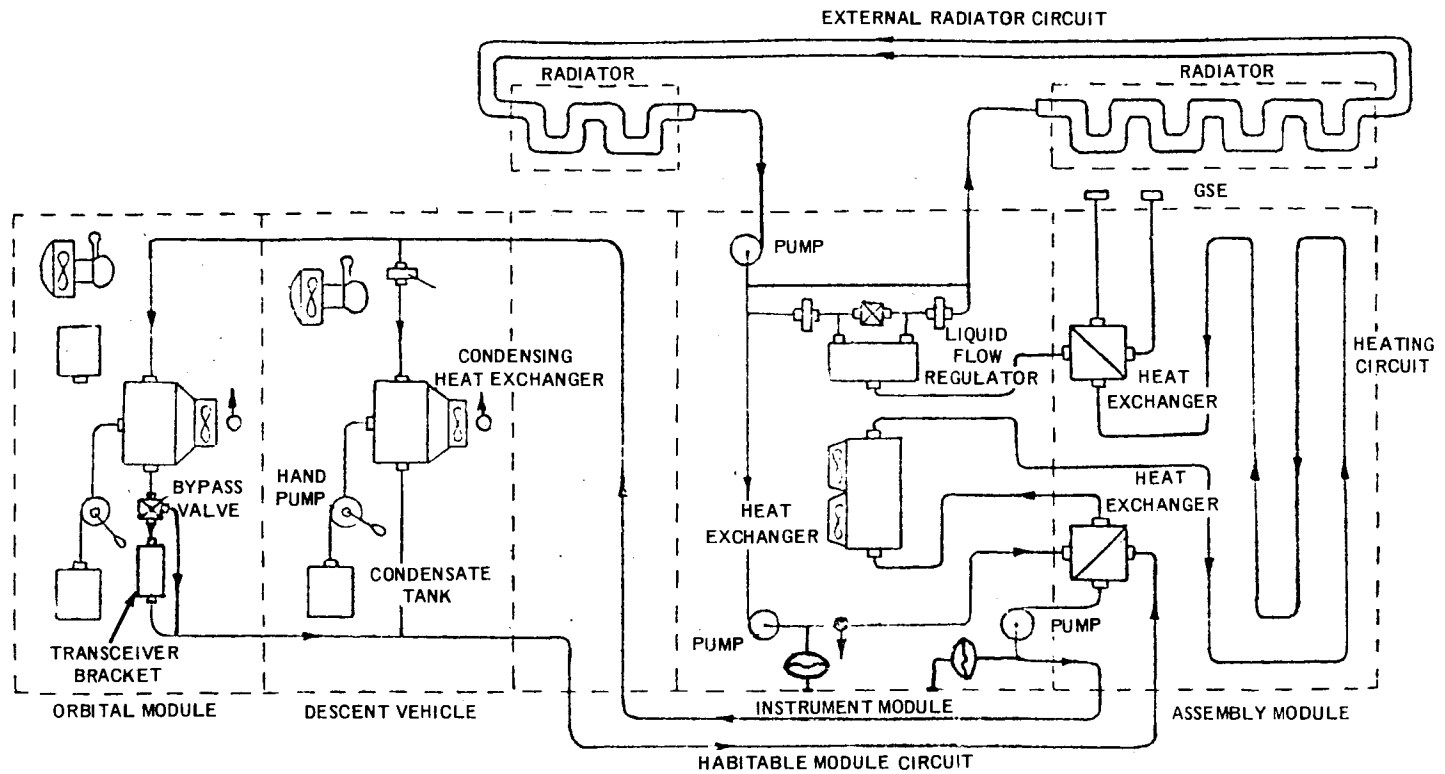 EXTERNAL RADIATOR CIRCUIT
RADIATOR
RADIATOR
GSE
PUMP
LIQUID
FLOW
REGULATOR
HEAT
EXCHANGER
HEATING
CIRCUIT
CONDENSING
HEAT EXCHANGER
BYPASS
VALVE
HAND
PUMP
HEAT
EXCHANGER
HEAT
EXCHANGER
CONDENSATE
TANK
PUMP
PUMP
TRANSCEIVER
BRACKET
ORBITAL MODULE
DESCENT VEHICLE
INSTRUMENT MODULE
ASSEMBLY MODULE
HABITABLE MODULE CIRCUIT